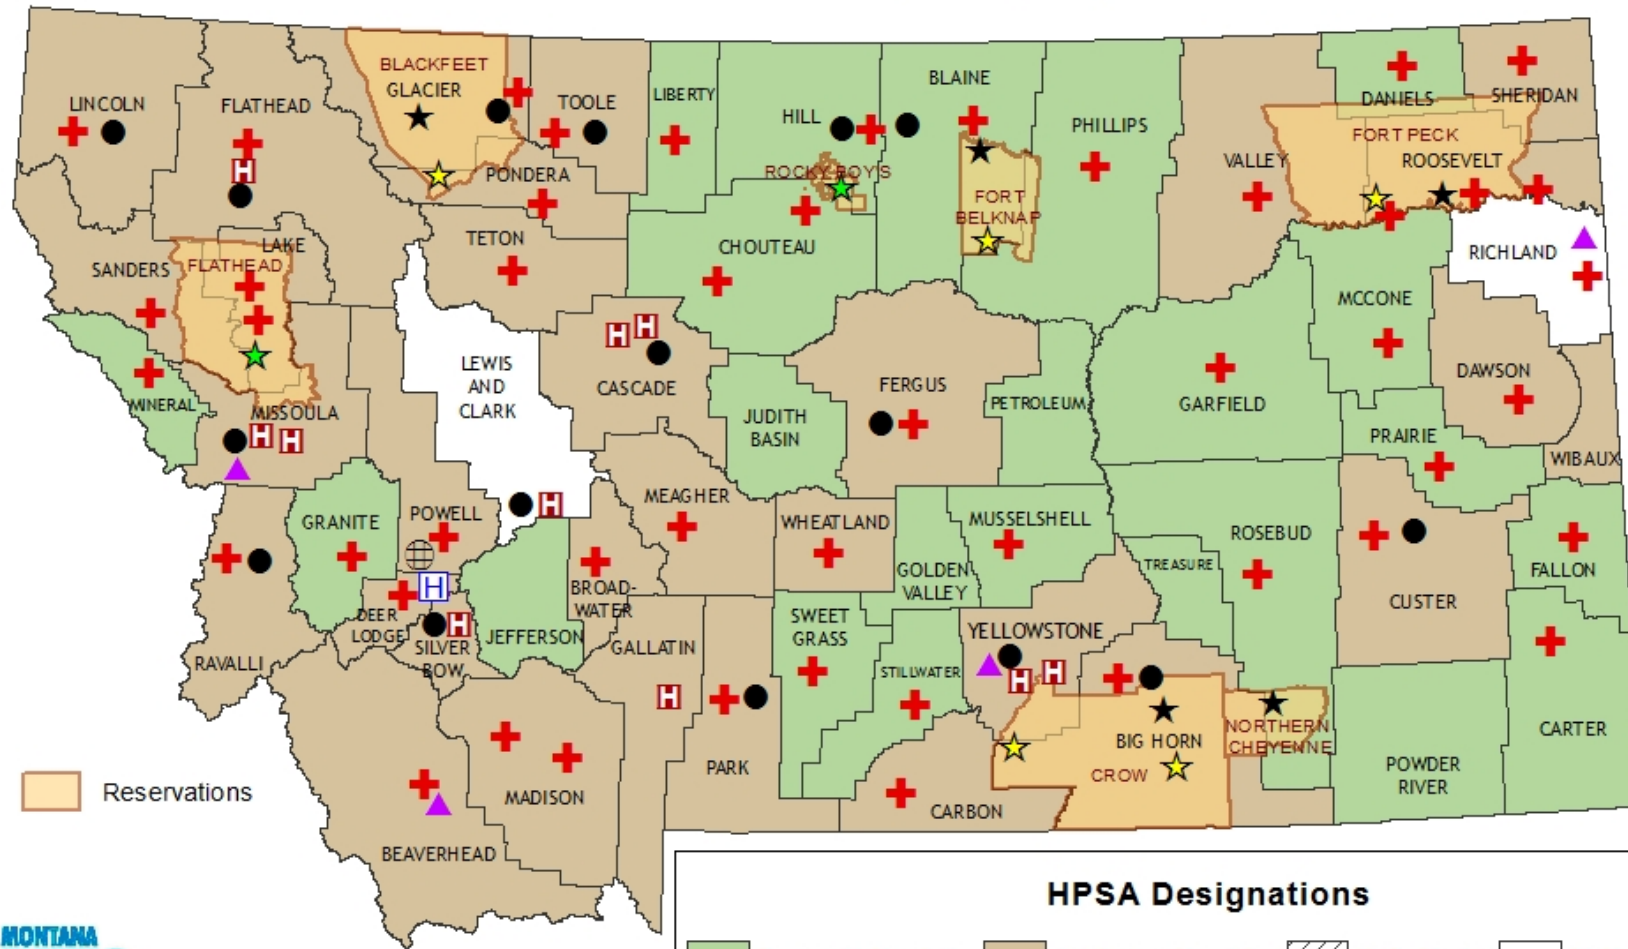 BLACKFEET
GLACIER
LINCOLN
FLATHEAD
TOOLE
LIBERTY
HILL
BLAINE
PHILLIPS
DANIELS
SHERIDAN
FORT PECK
VALLEY
ROOSEVELT
ROCKY BOY'S
PONDERA
FORT
BELKNAP
TETON
CHOUTEAU
LAKE
SANDERS
FLATHEAD
RICHLAND
MCCONE
LEWIS
AND
CLARK
CASCADE
FERGUS
DAWSON
MINERAL
MISSOULA
JUDITH
BASIN
PETROLEUM
GARFIELD
PRAIRIE
WIBAUX
GRANITE
POWELL
H
MEAGHER
WHEATLAND
MUSSELSHELL
ROSEBUD
TREASURE
GOLDEN
VALLEY
FALLON
CUSTER
BROAD-
WATER
DEER
LODGE
SILVER
BOW
JEFFERSON
SWEET
GRASS
YELLOWSTONE
GALLATIN
RAVALLI
STILLWATER
NORTHERN
CHEYENNE
BIG HORN
CROW
CARTER
PARK
POWDER
RIVER
MADISON
CARBON
Reservations
BEAVERHEAD
HPSA Designations
MONTANA